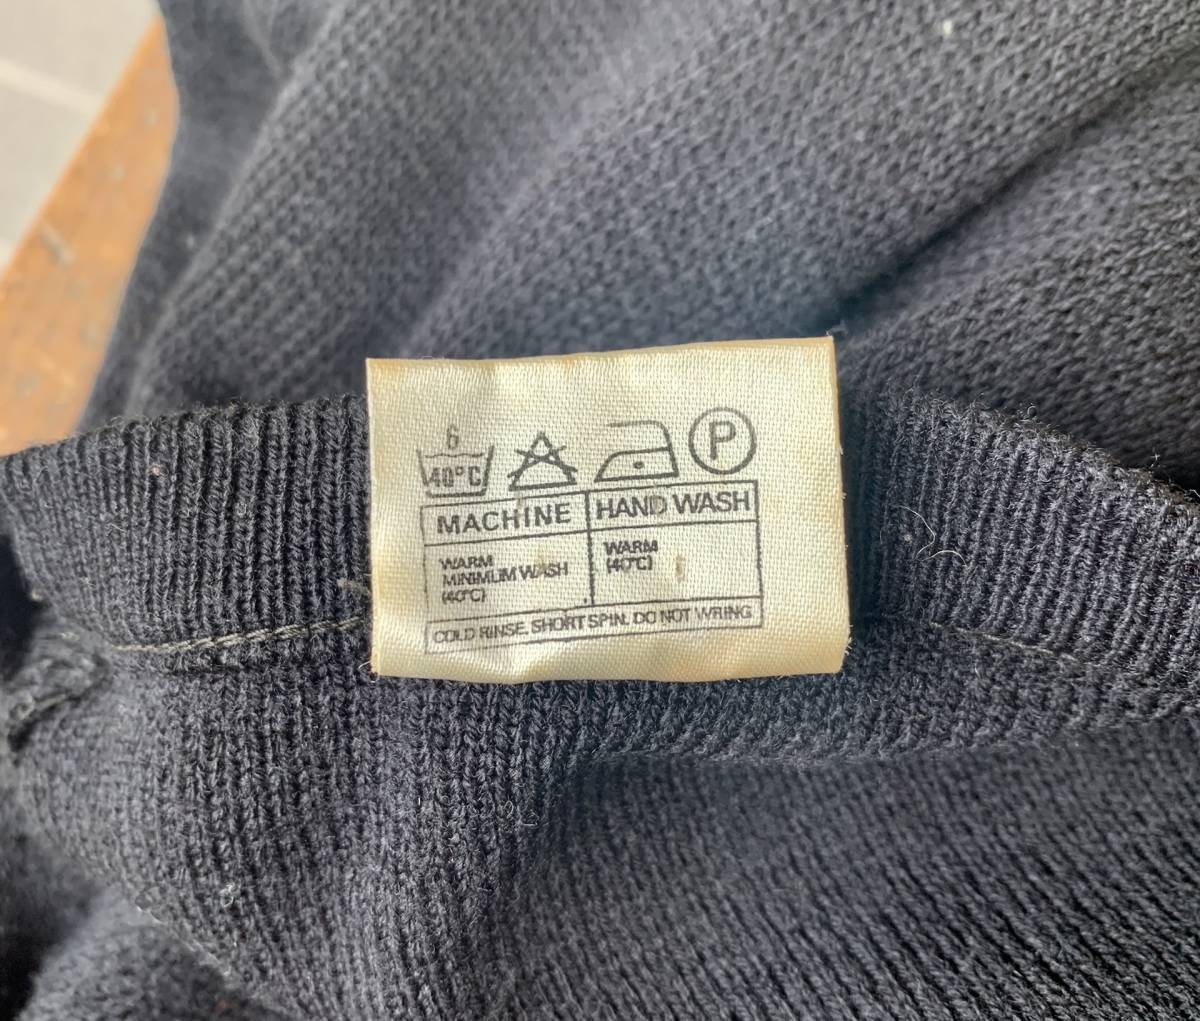 6
40°C P
MACHINE HAND WASH
WARM
MINIMUM WASH
(40°C)
WARM
(40°C)
COLD RINSE. SHORT SPIN. DO NOT WRING